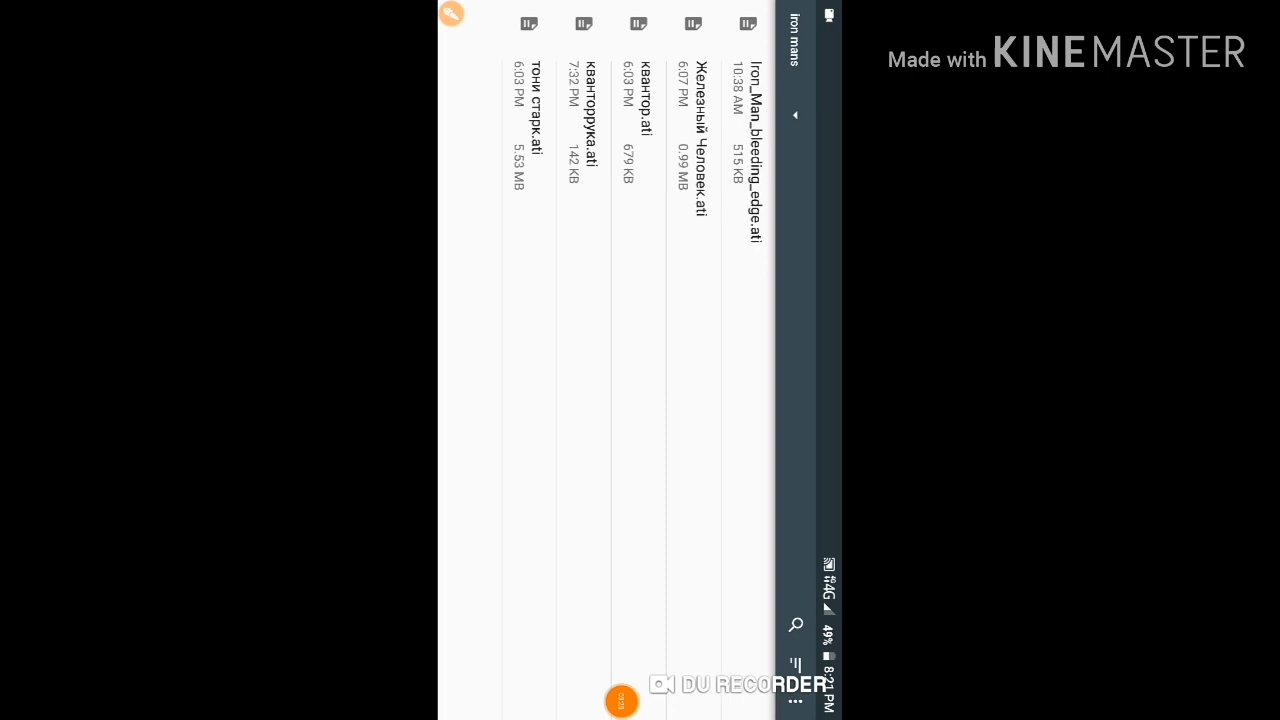 Made with KINEMASTER
4G
4G
49%
8:21 PM
iron mans
Iron_Man_bleeding_edge.ati
10:38 AM 515 KB
Железный Человек.ati
6:07 PM 0.99 MB
квантор.ati
6:03 PM 679 KB
кванторрука.ati
7:32 PM 142 KB
тони старк.ati
6:03 PM 5.53 MB
DU RECORDER